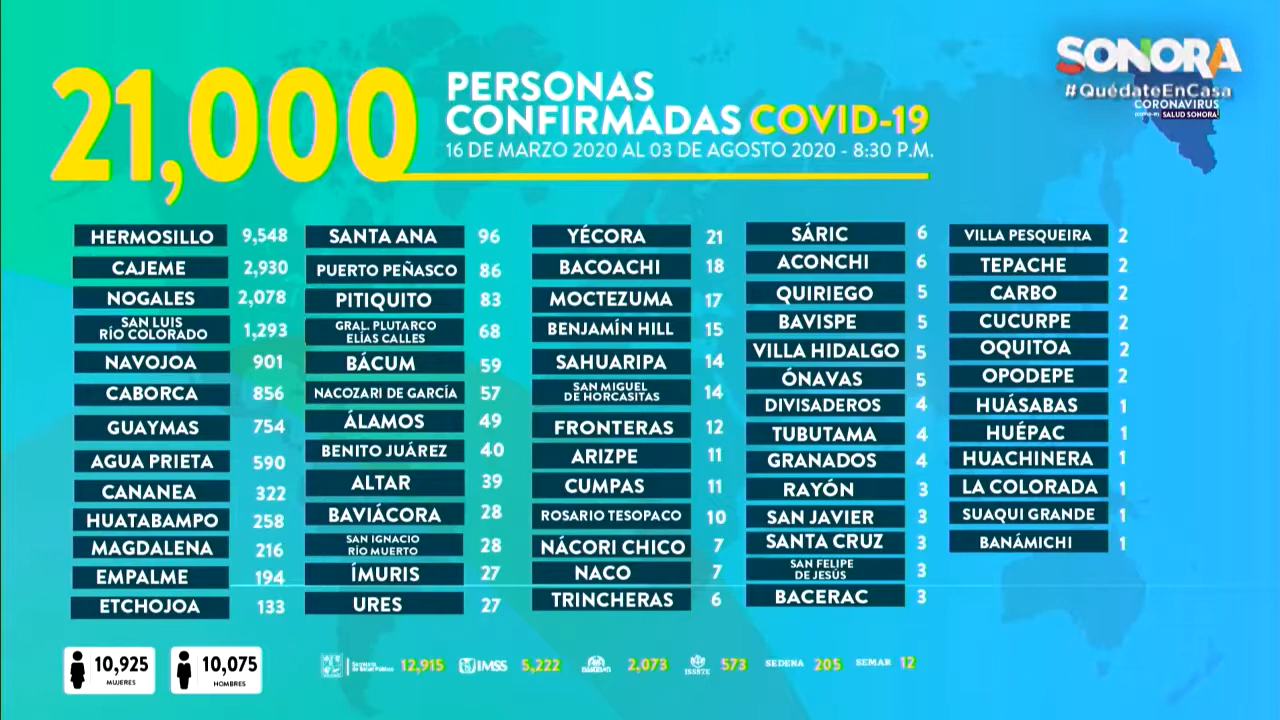 21,000
PERSONAS
CONFIRMADAS COVID-19
16 DE MARZO 2020 AL 03 DE AGOSTO 2020 - 8:30 P.M.
SONORA
#QuédateEnCasa
CORONAVIRUS
SALUD SONORA
HERMOSILLO 9,548
CAJEME 2,930
NOGALES 2,078
SAN LUIS
RÍO COLORADO 1,293
NAVOJOA 901
CABORCA 856
GUAYMAS 754
AGUA PRIETA 590
CANANEA 322
HUATABAMPO 258
MAGDALENA 216
EMPALME 194
ETCHOJOA 133
SANTA ANA 96
PUERTO PEÑASCO 86
PITIQUITO 83
GRAL. PLUTARCO
ELÍAS CALLES 68
BÁCUM 59
NACOZARI DE GARCÍA 57
ÁLAMOS 49
BENITO JUÁREZ 40
ALTAR 39
BAVIÁCORA 28
SAN IGNACIO
RÍO MUERTO 28
ÍMURIS 27
URES 27
YÉCORA 21
BACOACHI 18
MOCTEZUMA 17
BENJAMÍN HILL 15
SAHUARIPA 14
SAN MIGUEL
DE HORCASITAS 14
FRONTERAS 12
ARIZPE 11
CUMPAS 11
ROSARIO TESOPACO 10
NÁCORI CHICO 7
NACO 7
TRINCHERAS 6
SÁRIC 6
ACONCHI 6
QUIRIEGO 5
BAVISPE 5
VILLA HIDALGO 5
ÓNAVAS 5
DIVISADEROS 4
TUBUTAMA 4
GRANADOS 4
RAYÓN 3
SAN JAVIER 3
SANTA CRUZ 3
SAN FELIPE
DE JESÚS 3
BACERAC 3
VILLA PESQUEIRA 2
TEPACHE 2
CARBO 2
CUCURPE 2
OQUITOA 2
OPODEPE 2
HUÁSABAS 1
HUÉPAC 1
HUACHINERA 1
LA COLORADA 1
SUAQUI GRANDE 1
BANÁMICHI 1
10,925
MUJERES
10,075
HOMBRES
Secretaría
de Salud Pública 12,915
IMSS 5,222
2,073
ISSSTE 573
SEDENA 205
SEMAR 12